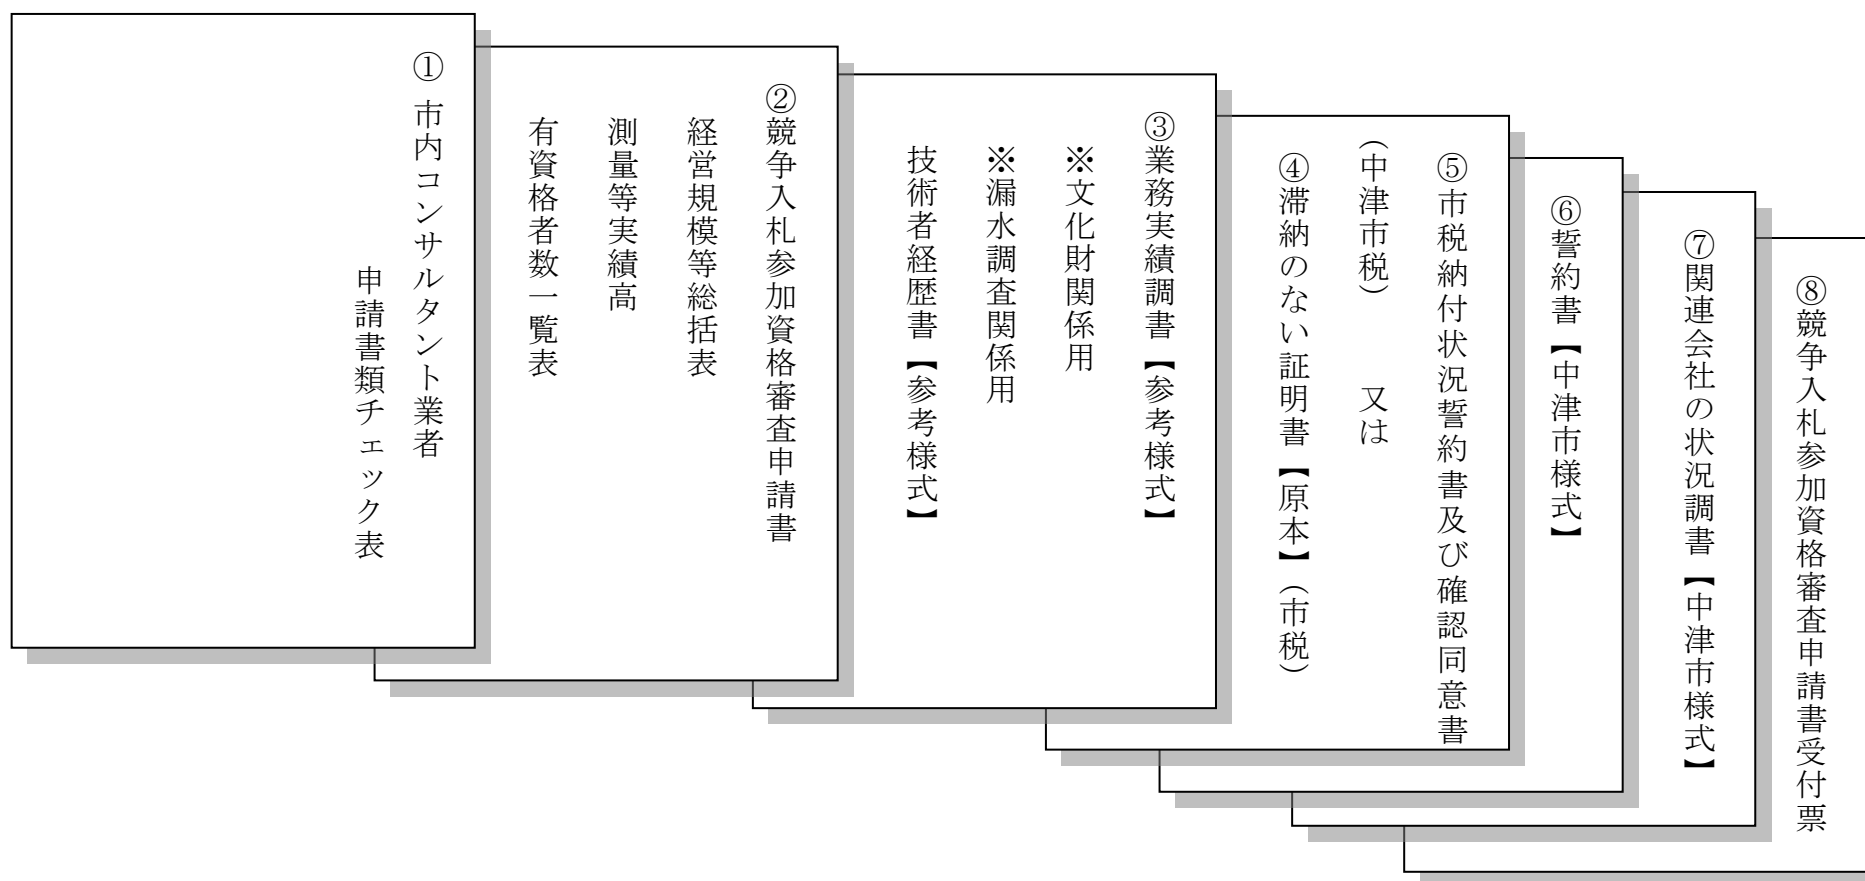 ① 市内コンサルタント業者
申請書類チェック表
②競争入札参加資格審査申請書
経営規模等総括表
測量等実績高
有資格者数一覧表
③業務実績調書【参考様式】
※文化財関係用
※漏水調査関係用
技術者経歴書【参考様式】
⑤市税納付状況誓約書及び確認同意書
（中津市税）　　又は
④滞納のない証明書【原本】（市税）
⑥誓約書【中津市様式】
⑦関連会社の状況調書【中津市様式】
⑧競争入札参加資格審査申請書受付票